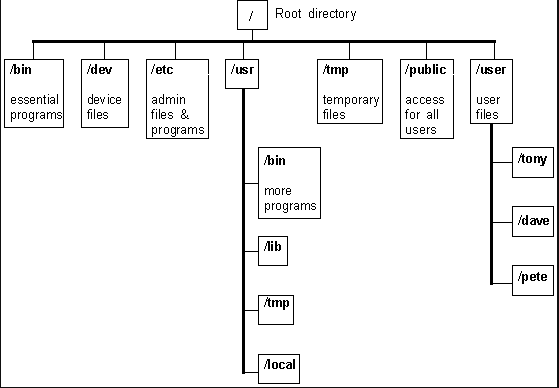 / Root directory
/bin
essential
programs
/dev
device
files
/etc
admin
files &
programs
/usr
/tmp
temporary
files
/public
access
for all
users
/user
user
files
/bin
more
programs
/lib
/tmp
/local
/tony
/dave
/pete